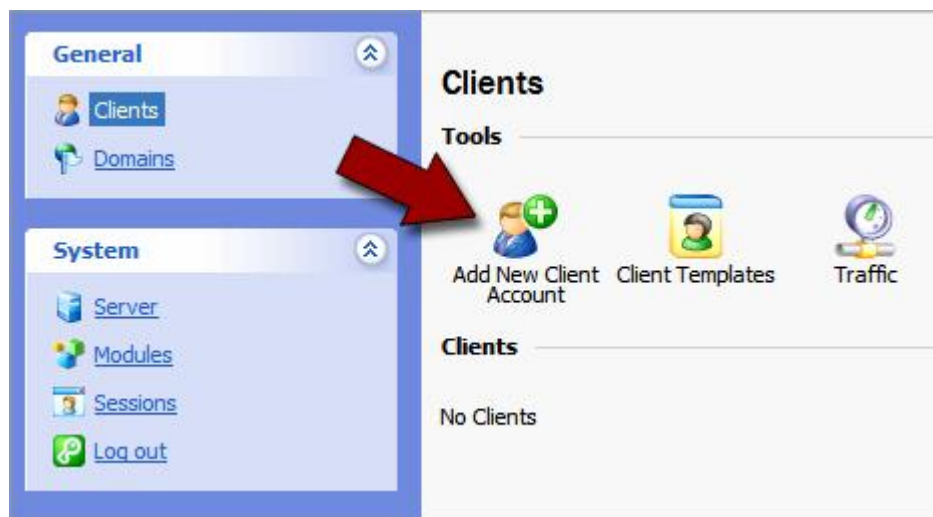 General
Clients
Domains
System
Server
Modules
Sessions
Log out
Clients
Tools
Add New Client
Account
Client Templates
Traffic
Clients
No Clients